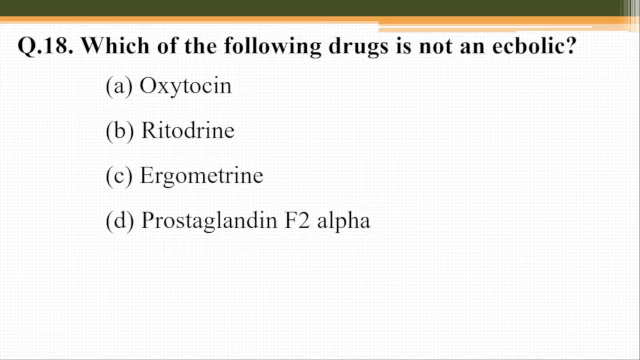 Q.18. Which of the following drugs is not an ecbolic?
(a) Oxytocin
(b) Ritodrine
(c) Ergometrine
(d) Prostaglandin F2 alpha